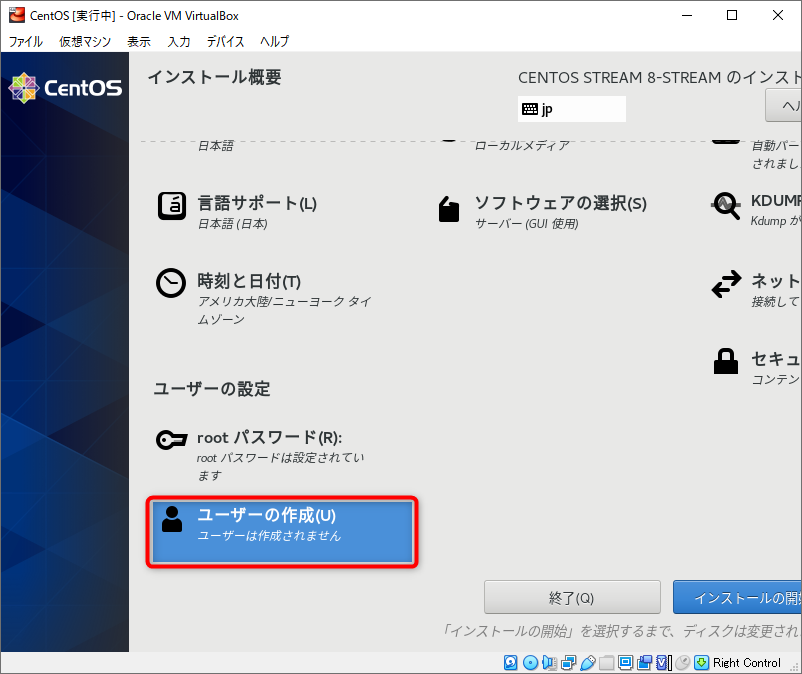 CentOS [実行中] - Oracle VM VirtualBox
ファイル 仮想マシン 表示 入力 デバイス ヘルプ
CentOS
インストール概要
CENTOS STREAM 8-STREAM のインスト
jp
ヘル
日本語
ローカルメディア
自動パー
されまし
言語サポート(L)
日本語 (日本)
ソフトウェアの選択(S)
サーバー (GUI 使用)
KDUMP
Kdump が
時刻と日付(T)
アメリカ大陸/ニューヨーク タイ
ムゾーン
ネット
接続して
セキュ
コンテン
ユーザーの設定
root パスワード(R):
root パスワードは設定されてい
ます
ユーザーの作成(U)
ユーザーは作成されません
終了(Q)
インストールの開始
「インストールの開始」を選択するまで、ディスクは変更され
Right Control